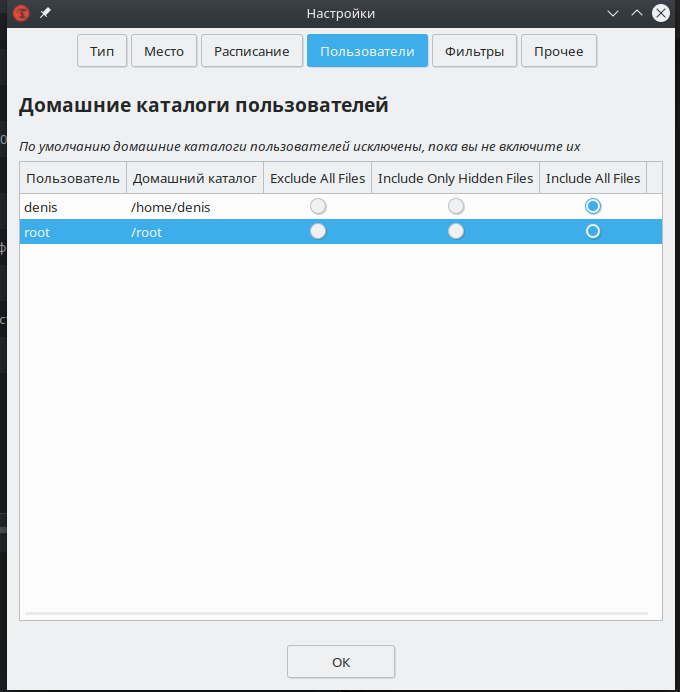 Настройки
Тип Место Расписание Пользователи Фильтры Прочее
Домашние каталоги пользователей
По умолчанию домашние каталоги пользователей исключены, пока вы не включите их
Пользователь Домашний каталог Exclude All Files Include Only Hidden Files Include All Files
denis /home/denis
root /root
OK